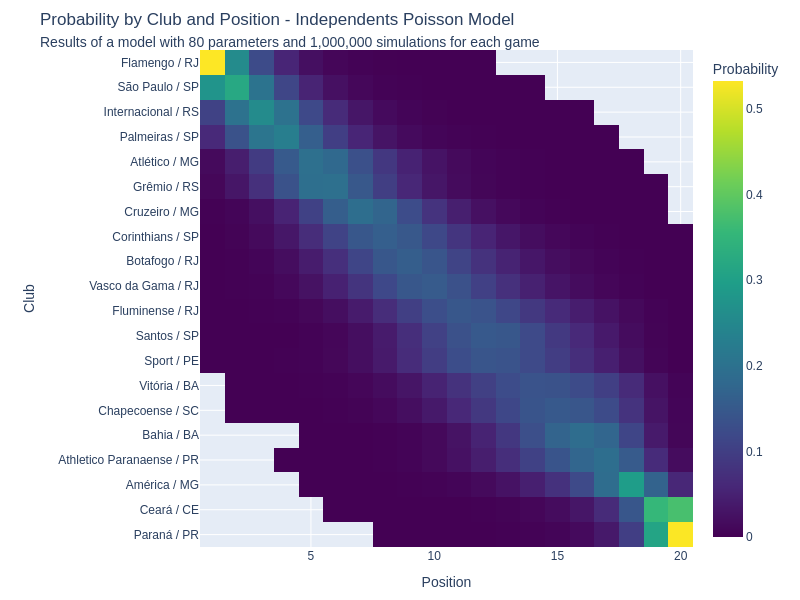 Probability by Club and Position - Independents Poisson Model
Results of a model with 80 parameters and 1,000,000 simulations for each game
Flamengo / RJ
São Paulo / SP
Internacional / RS
Palmeiras / SP
Atlético / MG
Grêmio / RS
Cruzeiro / MG
Corinthians / SP
Botafogo / RJ
Vasco da Gama / RJ
Fluminense / RJ
Santos / SP
Sport / PE
Vitória / BA
Chapecoense / SC
Bahia / BA
Athletico Paranaense / PR
América / MG
Ceará / CE
Paraná / PR
Club
5
10
15
20
Position
Probability
0.5
0.4
0.3
0.2
0.1
0